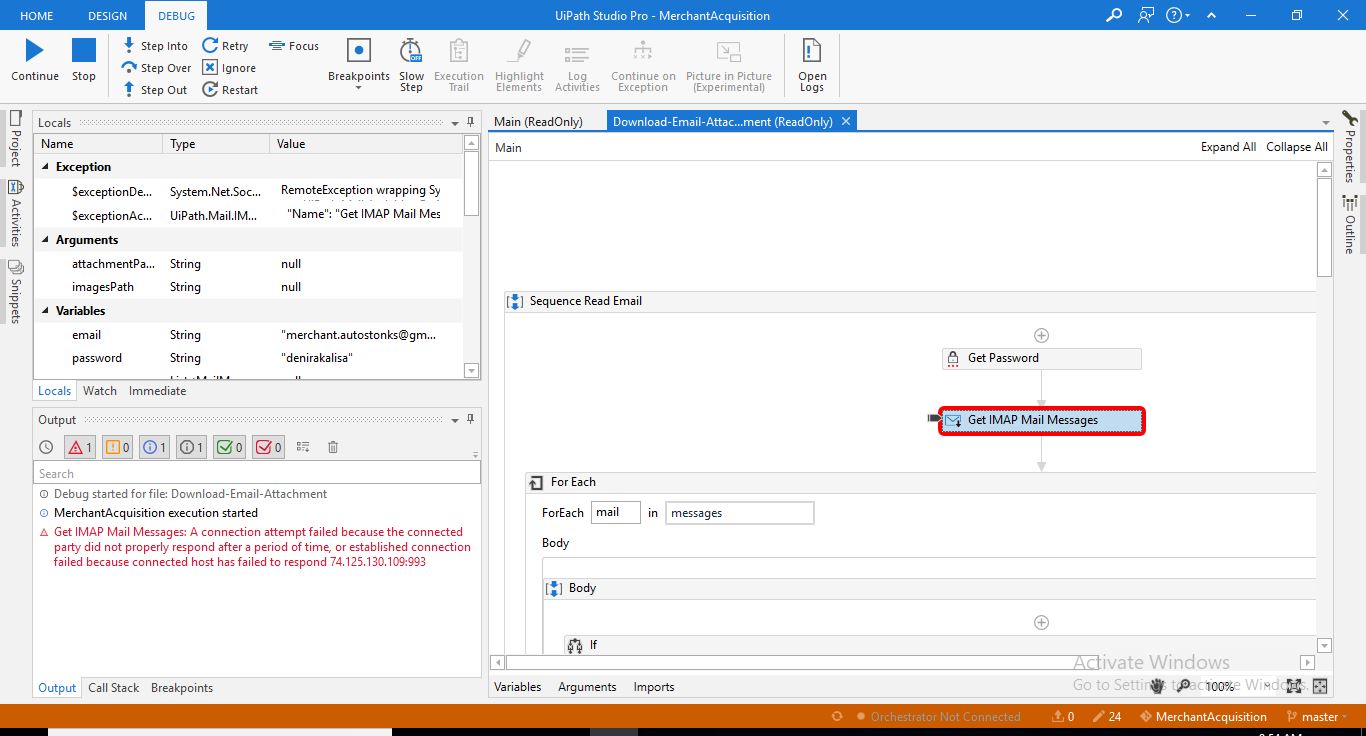 HOME DESIGN DEBUG UiPath Studio Pro - MerchantAcquisition
Continue Stop
Step Into Retry Focus
Step Over Ignore
Step Out Restart
Breakpoints
Slow Step
Execution Trail
Highlight Elements
Log Activities
Continue on Exception
Picture in Picture (Experimental)
Open Logs
Project
Activities
Snippets
Locals
Name Type Value
Exception
$exceptionDe... System.Net.Soc... RemoteException wrapping Sy
$exceptionAc... UiPath.Mail.IM... "Name": "Get IMAP Mail Mes
Arguments
attachmentPa... String null
imagesPath String null
Variables
email String "merchant.autostonks@gm...
password String "denirakalisa"
Locals Watch Immediate
Output
1 0 1 1 0 0
Search
Debug started for file: Download-Email-Attachment
MerchantAcquisition execution started
Get IMAP Mail Messages: A connection attempt failed because the connected
party did not properly respond after a period of time, or established connection
failed because connected host has failed to respond 74.125.130.109:993
Output Call Stack Breakpoints
Main (ReadOnly) Download-Email-Attac...ment (ReadOnly)
Main Expand All Collapse All
Sequence Read Email
Get Password
Get IMAP Mail Messages
For Each
ForEach mail in messages
Body
Body
If
Activate Windows
Go to Settings to activate Windows.
Variables Arguments Imports 100%
Properties
Outline
Orchestrator Not Connected 0 24 MerchantAcquisition master